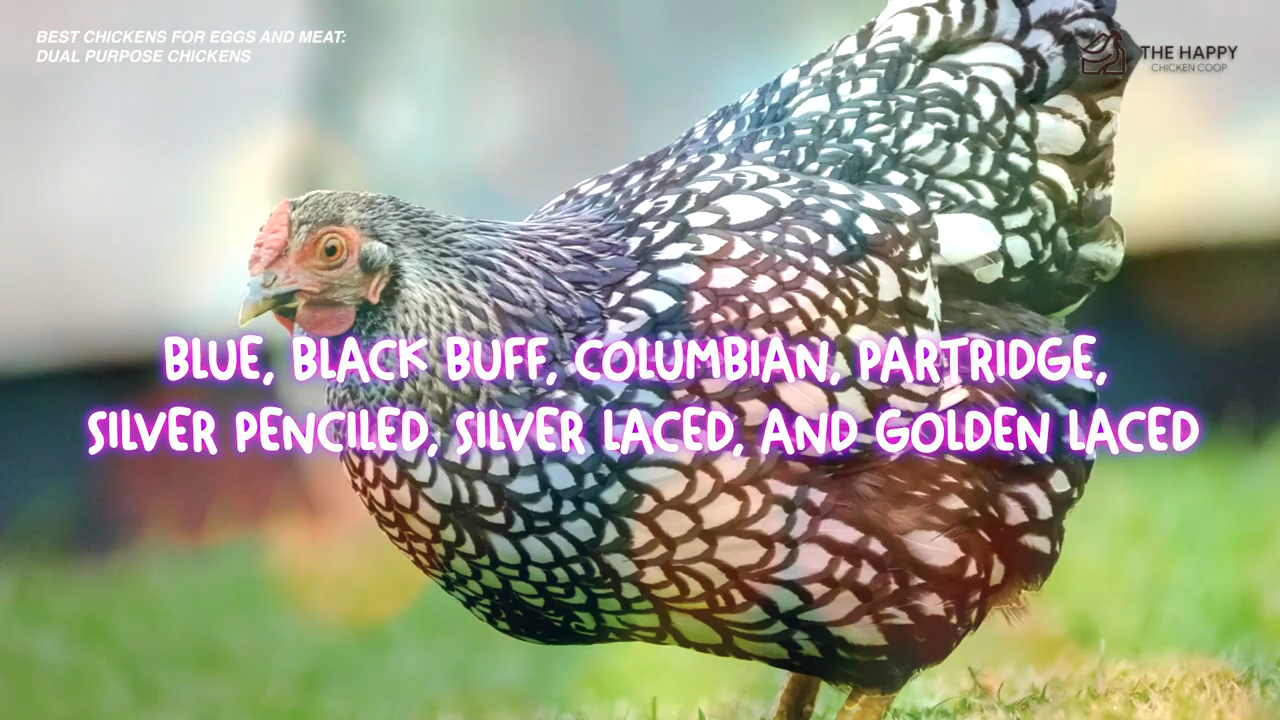 BEST CHICKENS FOR EGGS AND MEAT:
DUAL PURPOSE CHICKENS
THE HAPPY
CHICKEN COOP
BLUE, BLACK BUFF, COLUMBIAN, PARTRIDGE,
SILVER PENCILED, SILVER LACED, AND GOLDEN LACED